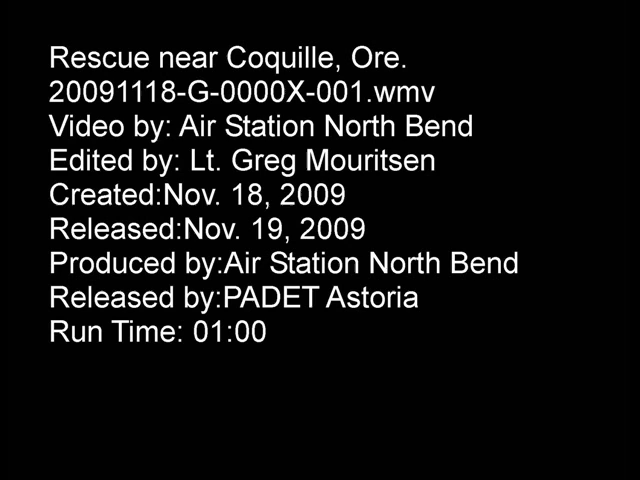 Rescue near Coquille, Ore.
20091118-G-0000X-001.wmv
Video by: Air Station North Bend
Edited by: Lt. Greg Mouritsen
Created:Nov. 18, 2009
Released:Nov. 19, 2009
Produced by:Air Station North Bend
Released by:PADET Astoria
Run Time: 01:00